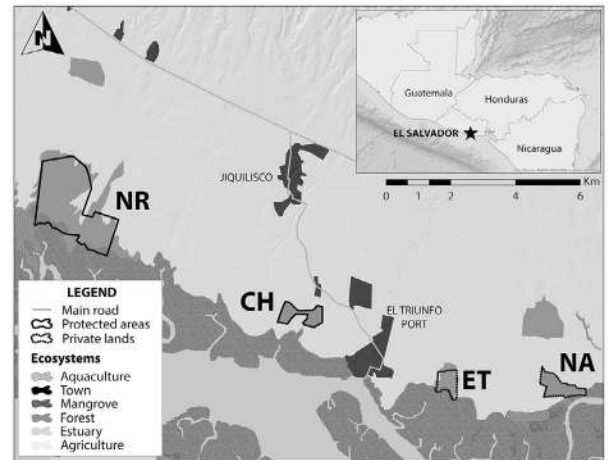 N
Guatemala
Honduras
EL SALVADOR
Nicaragua
Km
0 1 2 4 6
JIQUILISCO
NR
CH
EL TRIUNFO
PORT
ET
NA
LEGEND
Main road
Protected areas
Private lands
Ecosystems
Aquaculture
Town
Mangrove
Forest
Estuary
Agriculture